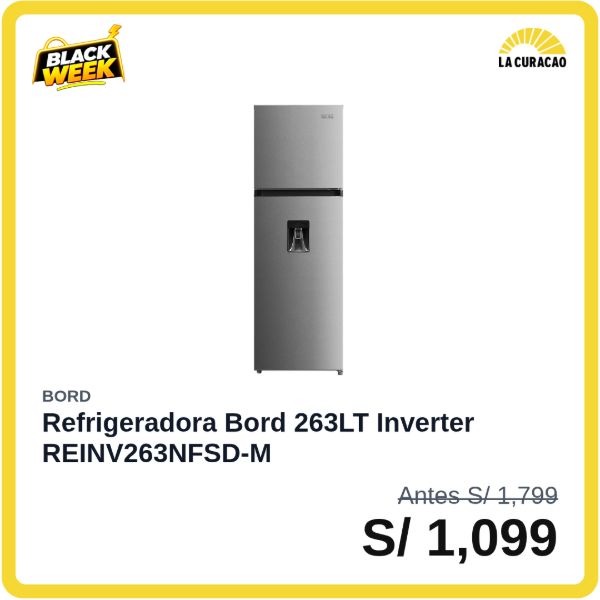 BLACK
WEEK
LA CURACAO
BORD
Refrigeradora Bord 263LT Inverter
REINV263NFSD-M
Antes S/ 1,799
S/ 1,099